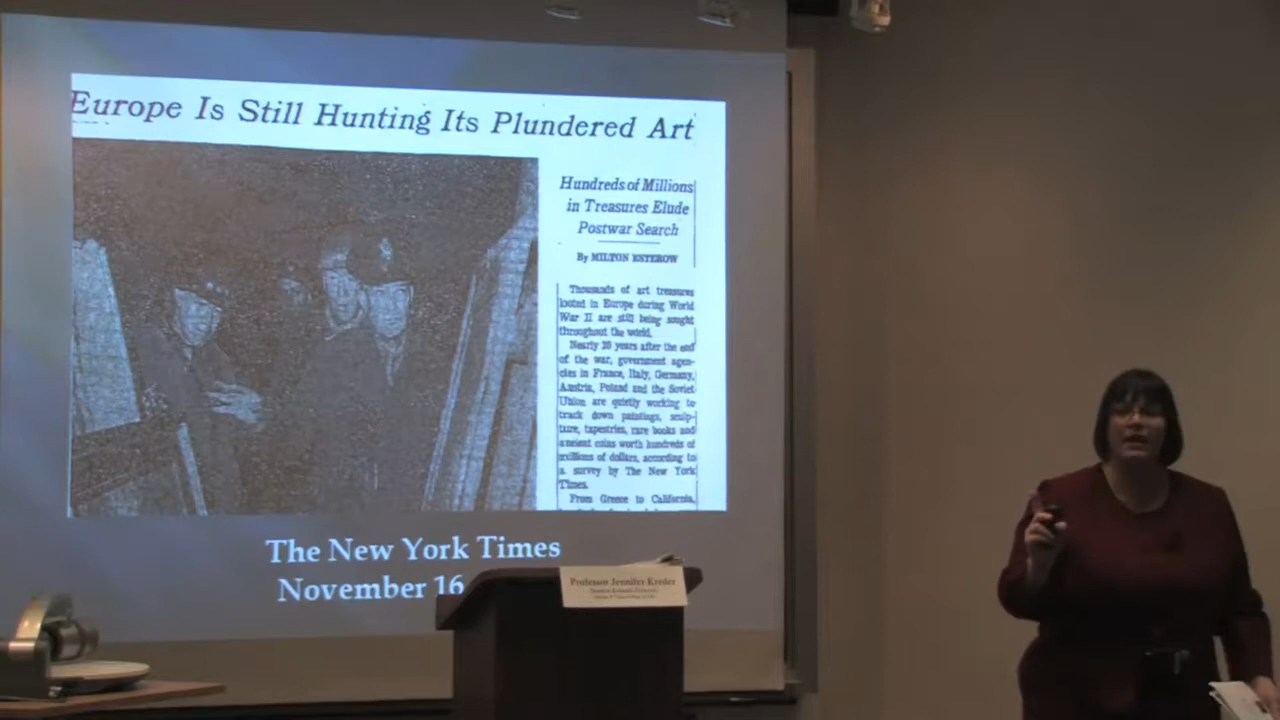 Europe Is Still Hunting Its Plundered Art
Hundreds of Millions
in Treasures Elude
Postwar Search
By MILTON ESTEROW
Thousands of art treasures
looted in Europe during World
War II are still being sought
throughout the world.
Nearly 20 years after the end
of the war, government agen-
cies in France, Italy, Germany,
Austria, Poland and the Soviet
Union are quietly working to
track down paintings, sculp-
ture, tapestries, rare books and
ancient coins worth hundreds of
millions of dollars, according to
a survey by The New York
Times.
From Greece to California,
The New York Times
November 16
Professor Jennifer Kreder